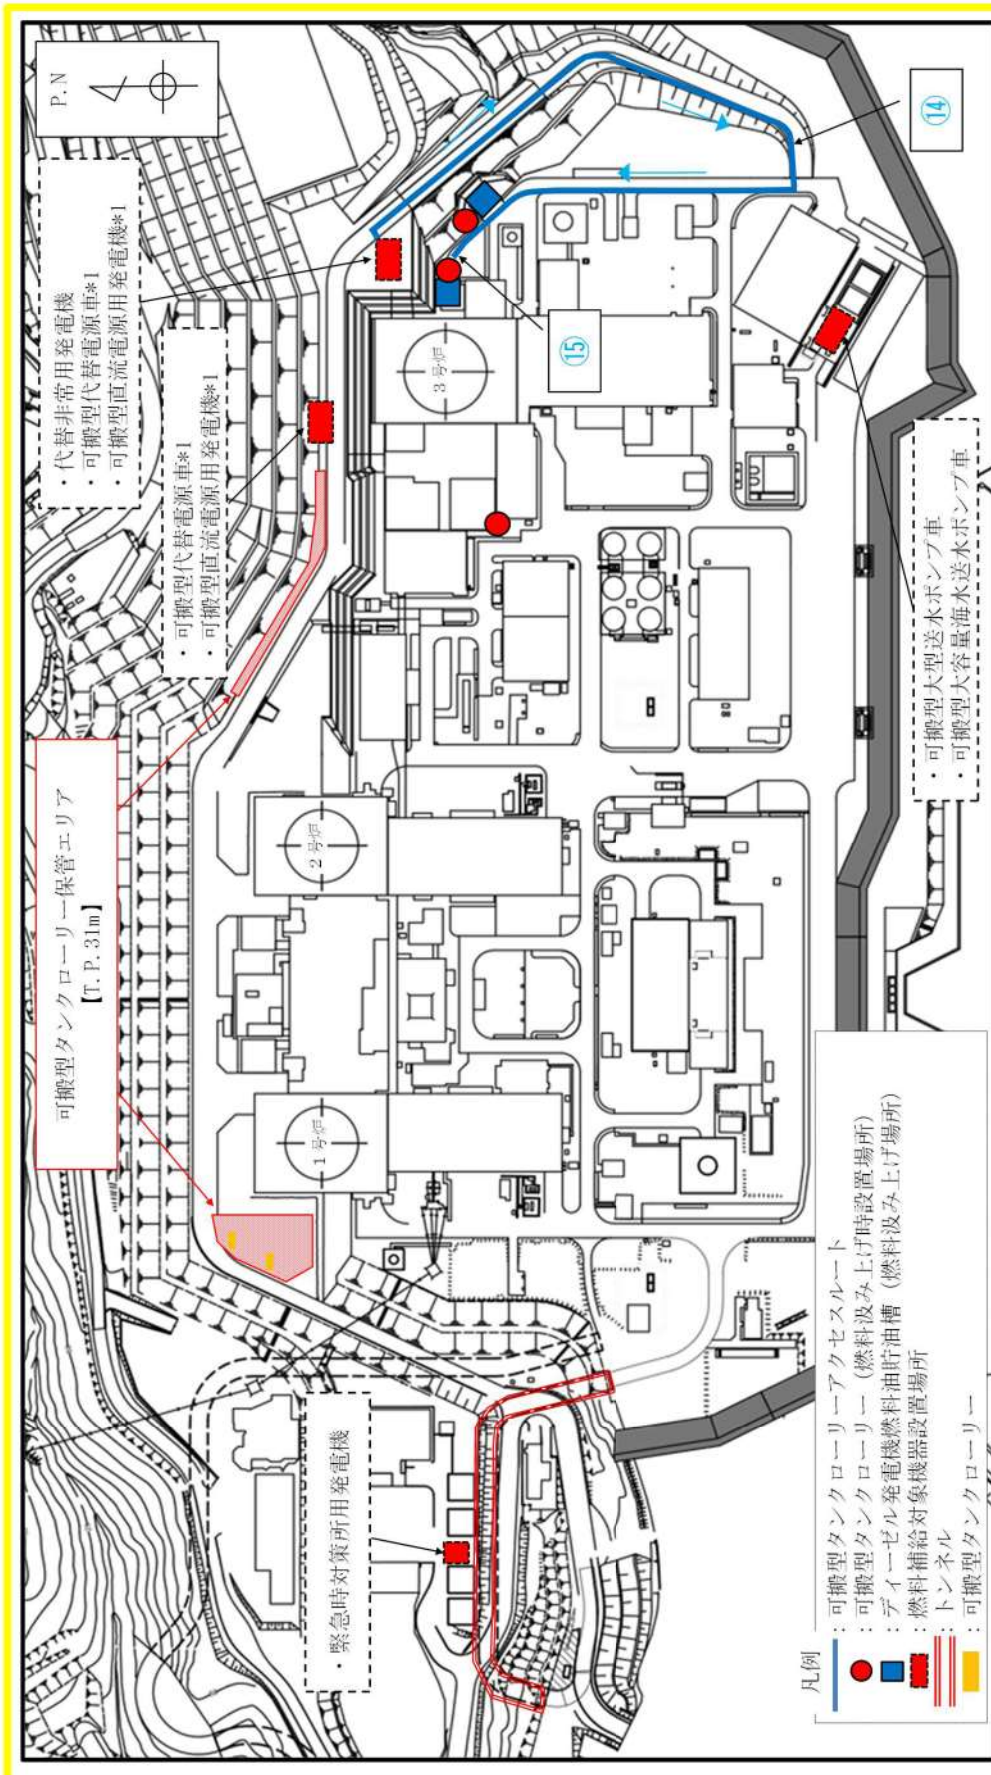 P.N
・代替非常用発電機
・可搬型代替電源車*1
・可搬型直流電源用発電機*1
・可搬型代替電源車*1
・可搬型直流電源用発電機*1
可搬型タンクローリー保管エリア
【T.P.31m】
・緊急時対策所用発電機
1号炉
2号炉
3号炉
⑭
⑮
・可搬型大型送水ポンプ車
・可搬型大容量海水送水ポンプ車
凡例
：可搬型タンクローリーアクセスルート
：可搬型タンクローリー（燃料汲み上げ時設置場所）
：ディーゼル発電機燃料油貯油槽（燃料汲み上げ場所）
：燃料補給対象機器設置場所
：トンネル
：可搬型タンクローリー